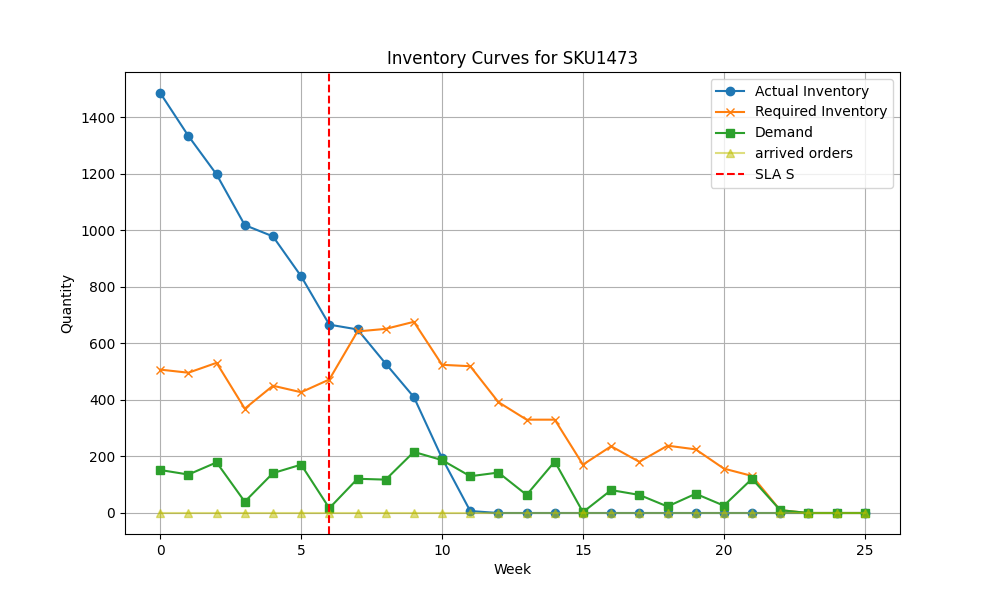 Inventory Curves for SKU1473
Actual Inventory
Required Inventory
Demand
arrived orders
SLA S
Quantity
1400
1200
1000
800
600
400
200
0
0 5 10 15 20 25
Week